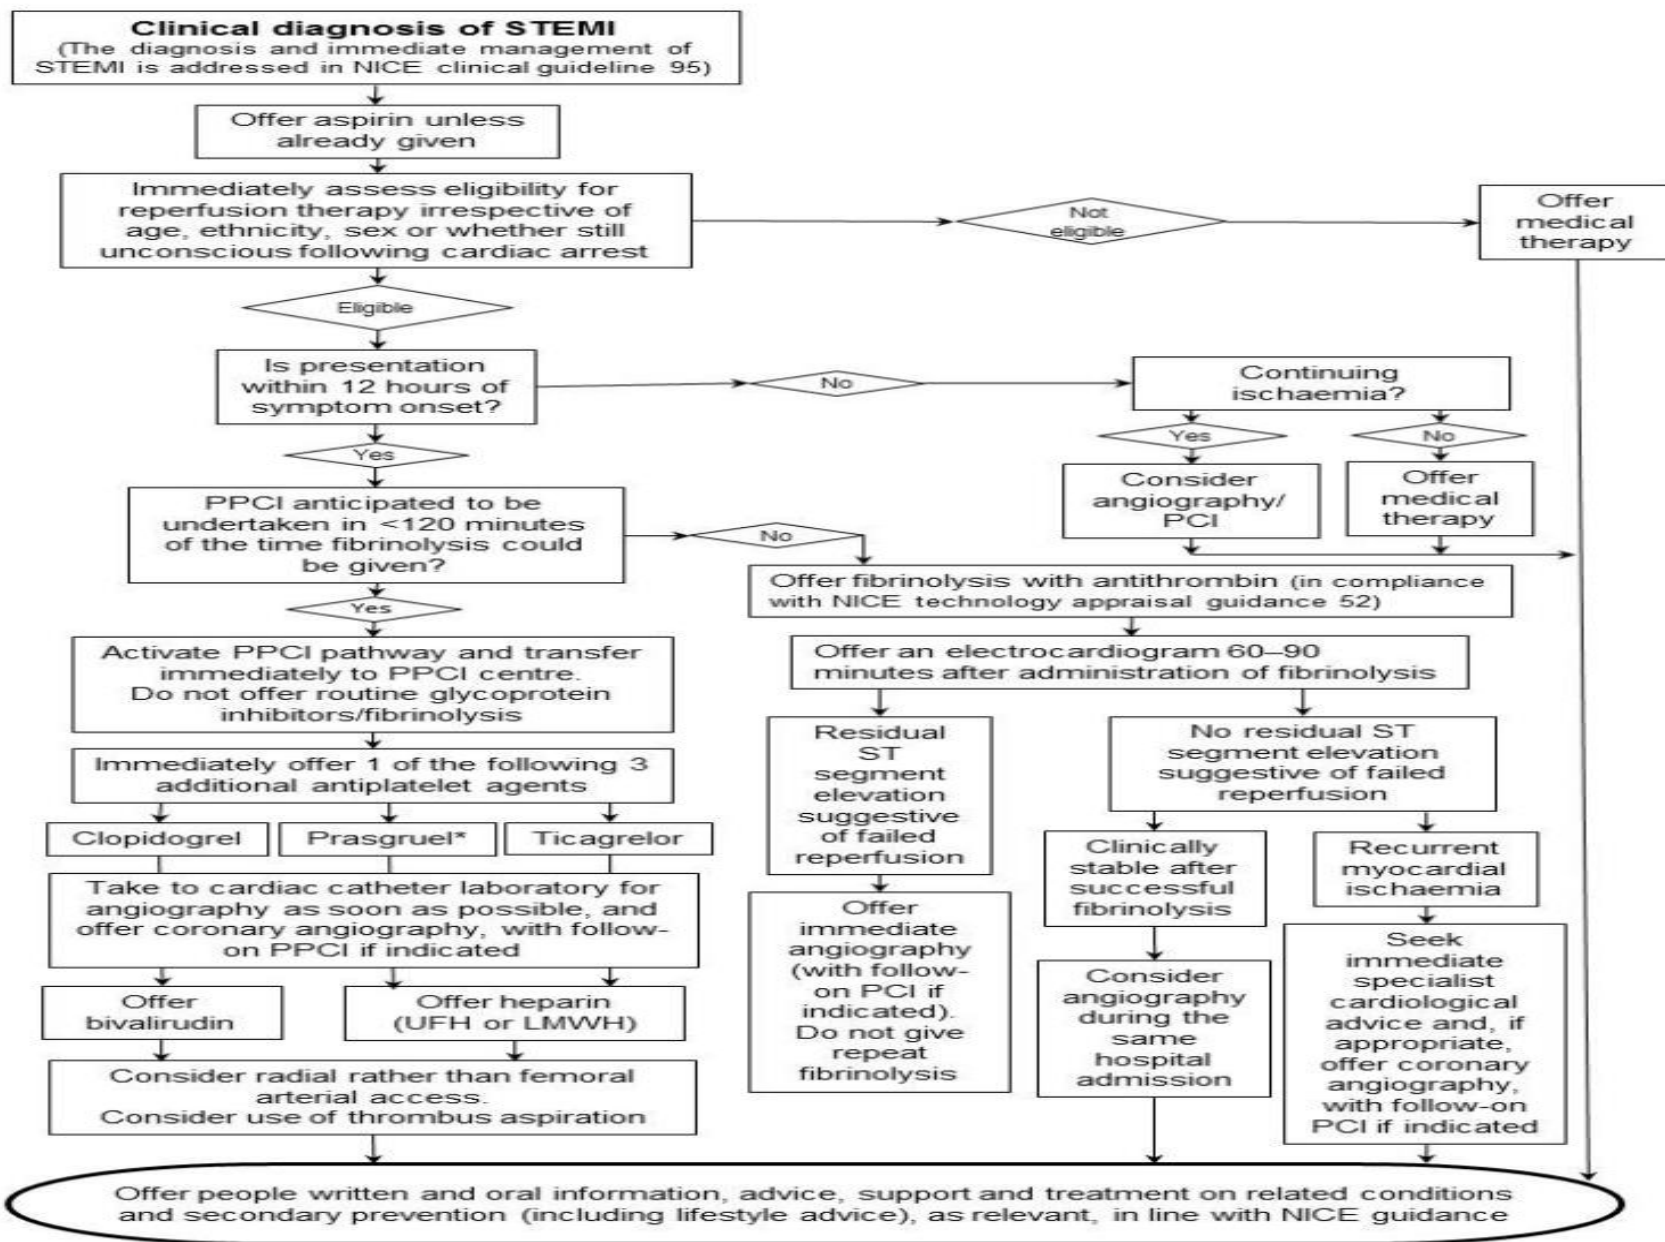 Clinical diagnosis of STEMI
(The diagnosis and immediate management of
STEMI is addressed in NICE clinical guideline 95)
Offer aspirin unless
already given
Immediately assess eligibility for
reperfusion therapy irrespective of
age, ethnicity, sex or whether still
unconscious following cardiac arrest
Not
eligible
Offer
medical
therapy
Eligible
Is presentation
within 12 hours of
symptom onset?
No
Continuing
ischaemia?
Yes
No
Consider
angiography/
PCI
Offer
medical
therapy
Yes
PPCI anticipated to be
undertaken in <120 minutes
of the time fibrinolysis could
be given?
No
Offer fibrinolysis with antithrombin (in compliance
with NICE technology appraisal guidance 52)
Yes
Activate PPCI pathway and transfer
immediately to PPCI centre.
Do not offer routine glycoprotein
inhibitors/fibrinolysis
Offer an electrocardiogram 60–90
minutes after administration of fibrinolysis
Immediately offer 1 of the following 3
additional antiplatelet agents
Clopidogrel
Prasgruel*
Ticagrelor
Take to cardiac catheter laboratory for
angiography as soon as possible, and
offer coronary angiography, with follow-
on PPCI if indicated
Offer
bivalirudin
Offer heparin
(UFH or LMWH)
Consider radial rather than femoral
arterial access.
Consider use of thrombus aspiration
Residual
ST
segment
elevation
suggestive
of failed
reperfusion
Offer
immediate
angiography
(with follow-
on PCI if
indicated).
Do not give
repeat
fibrinolysis
No residual ST
segment elevation
suggestive of failed
reperfusion
Clinically
stable after
successful
fibrinolysis
Consider
angiography
during the
same
hospital
admission
Recurrent
myocardial
ischaemia
Seek
immediate
specialist
cardiological
advice and, if
appropriate,
offer coronary
angiography,
with follow-on
PCI if indicated
Offer people written and oral information, advice, support and treatment on related conditions
and secondary prevention (including lifestyle advice), as relevant, in line with NICE guidance